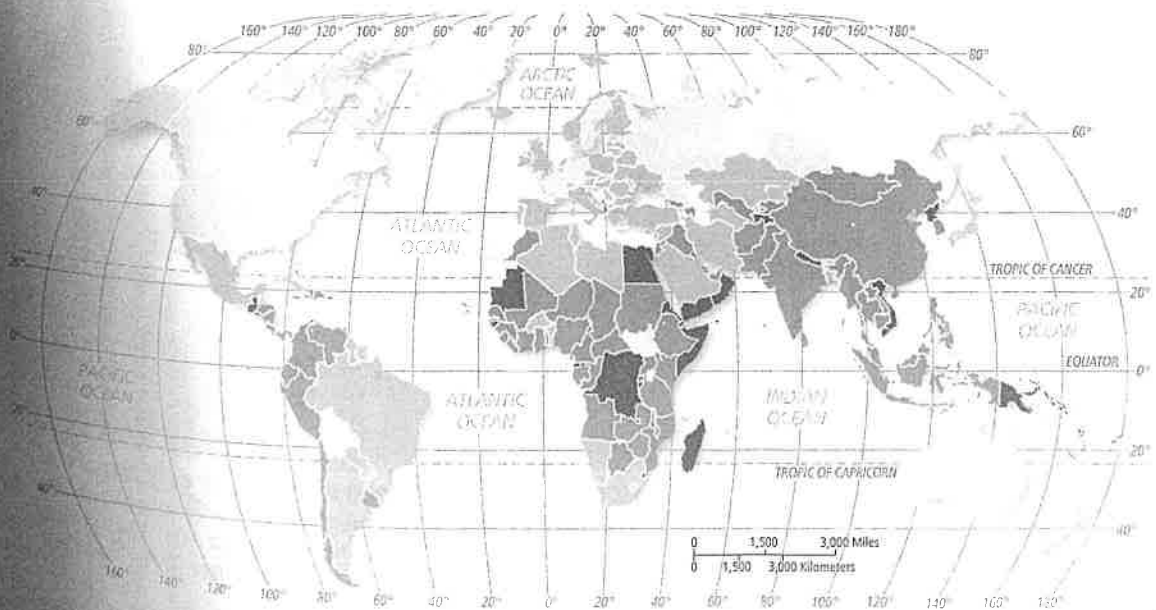 160° 140° 120° 100° 80° 60° 40° 20° 0° 20° 40° 60° 80° 100° 120° 140° 160° 180°
80° 80°
ARCTIC
OCEAN
60° 60°
40° 40°
ATLANTIC
OCEAN
TROPIC OF CANCER
20° 20°
PACIFIC
OCEAN
EQUATOR
0° 0°
PACIFIC
OCEAN
ATLANTIC
OCEAN
INDIAN
OCEAN
20° 20°
TROPIC OF CAPRICORN
40° 40°
0 1,500 3,000 Miles
0 1,500 3,000 Kilometers
160° 140° 120° 100° 80° 60° 40° 20° 0° 20° 40° 60° 80° 100° 120° 140° 160° 180°